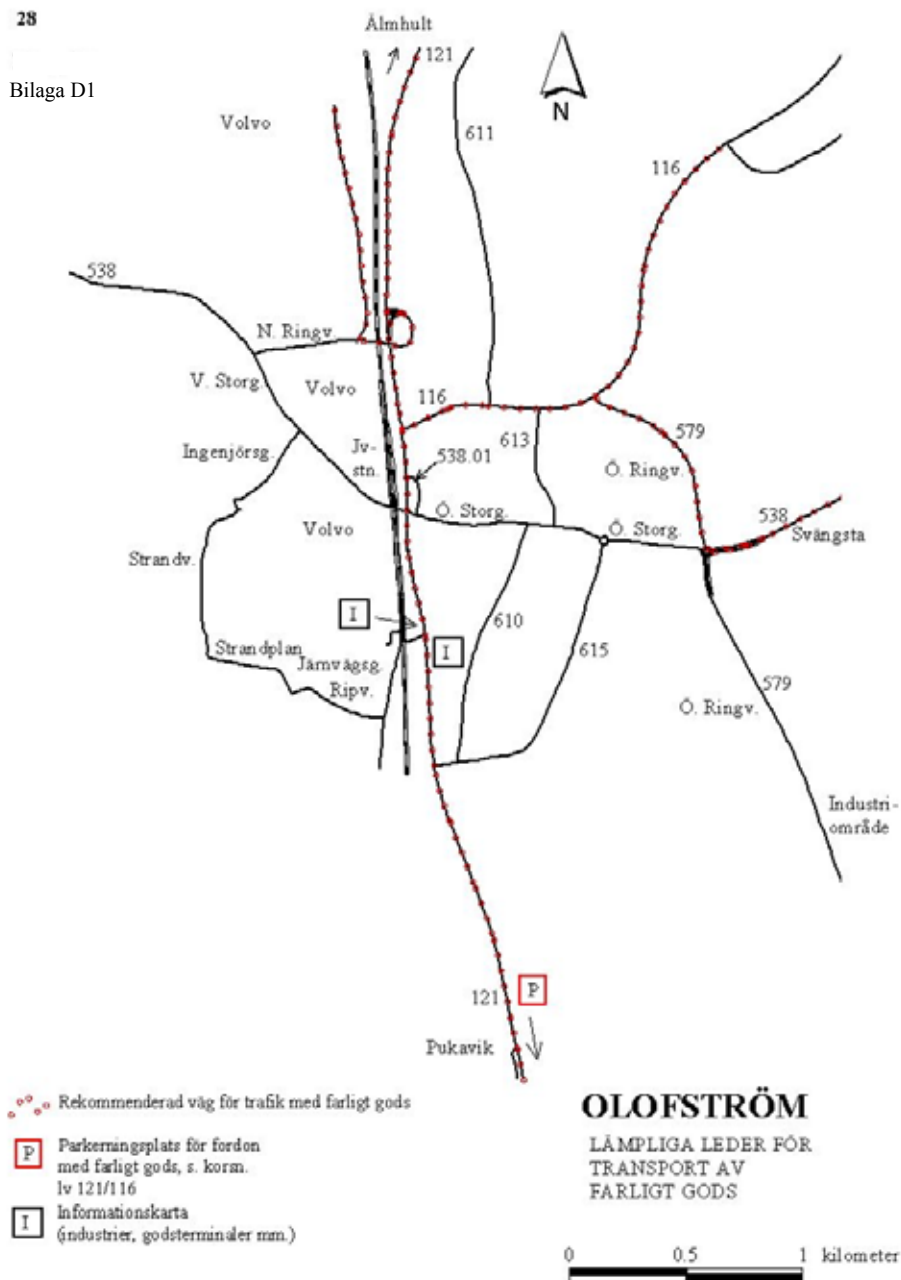 28
Bilaga D1
Älmhult
121
Volvo
611
N
116
538
N. Ringv.
V. Storg.
Volvo
116
Ingenjörsg.
Jv-
stn.
538.01
613
579
Ö. Ringv.
Ö. Storg.
Ö. Storg.
538
Svängsta
Volvo
Strandv.
I
610
I
615
Strandplan
Järnvägsg.
Ripv.
579
Ö. Ringv.
Industri-
område
121
P
Pukavik
Rekommenderad väg för trafik med farligt gods
P
Parkerningsplats för fordon
med farligt gods, s. korsn.
lv 121/116
I
Informationskarta
(industrier, godsterminaler mm.)
OLOFSTRÖM
LÄMPLIGA LEDER FÖR
TRANSPORT AV
FARLIGT GODS
0 0.5 1 kilometer